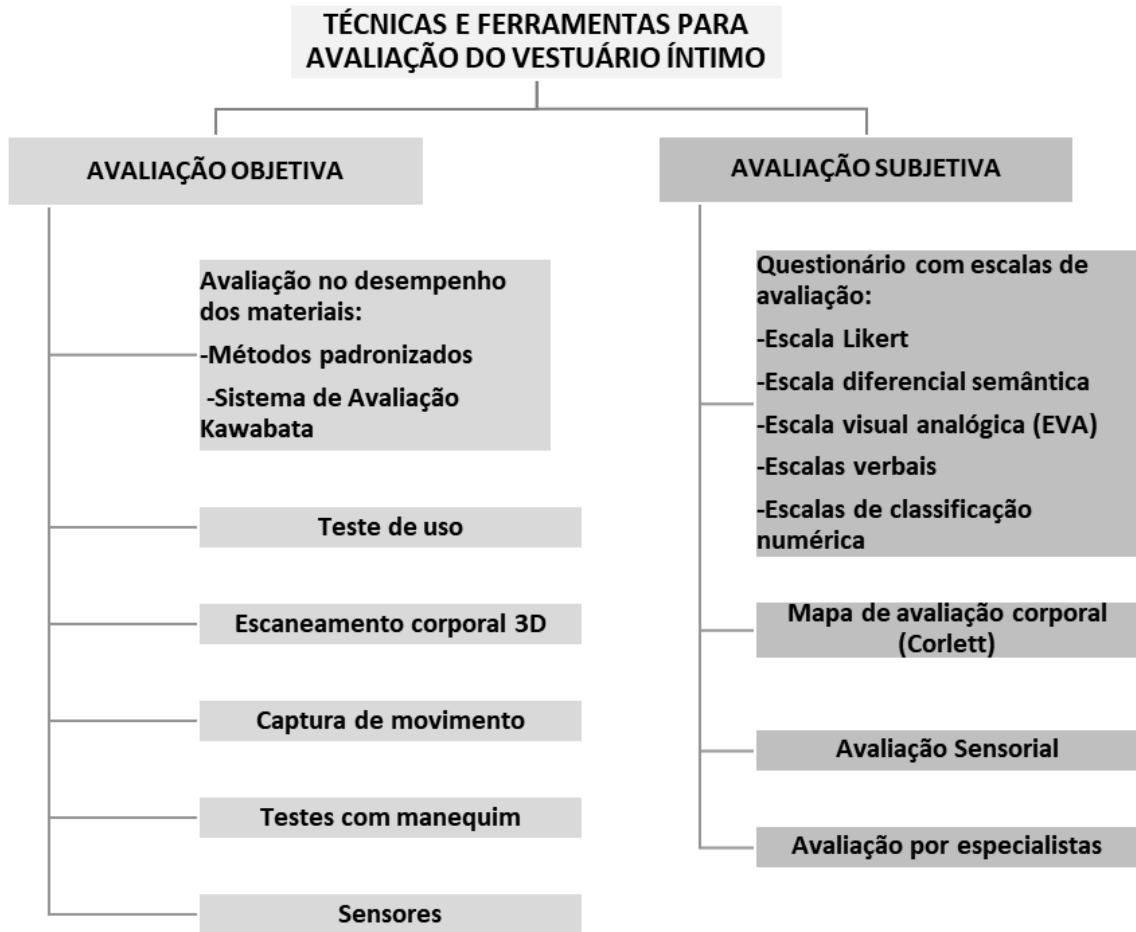 TÉCNICAS E FERRAMENTAS PARA
AVALIAÇÃO DO VESTUÁRIO ÍNTIMO
AVALIAÇÃO OBJETIVA
Avaliação no desempenho
dos materiais:
-Métodos padronizados
-Sistema de Avaliação
Kawabata
Teste de uso
Escaneamento corporal 3D
Captura de movimento
Testes com manequim
Sensores
AVALIAÇÃO SUBJETIVA
Questionário com escalas de
avaliação:
-Escala Likert
-Escala diferencial semântica
-Escala visual analógica (EVA)
-Escalas verbais
-Escalas de classificação
numérica
Mapa de avaliação corporal
(Corlett)
Avaliação Sensorial
Avaliação por especialistas